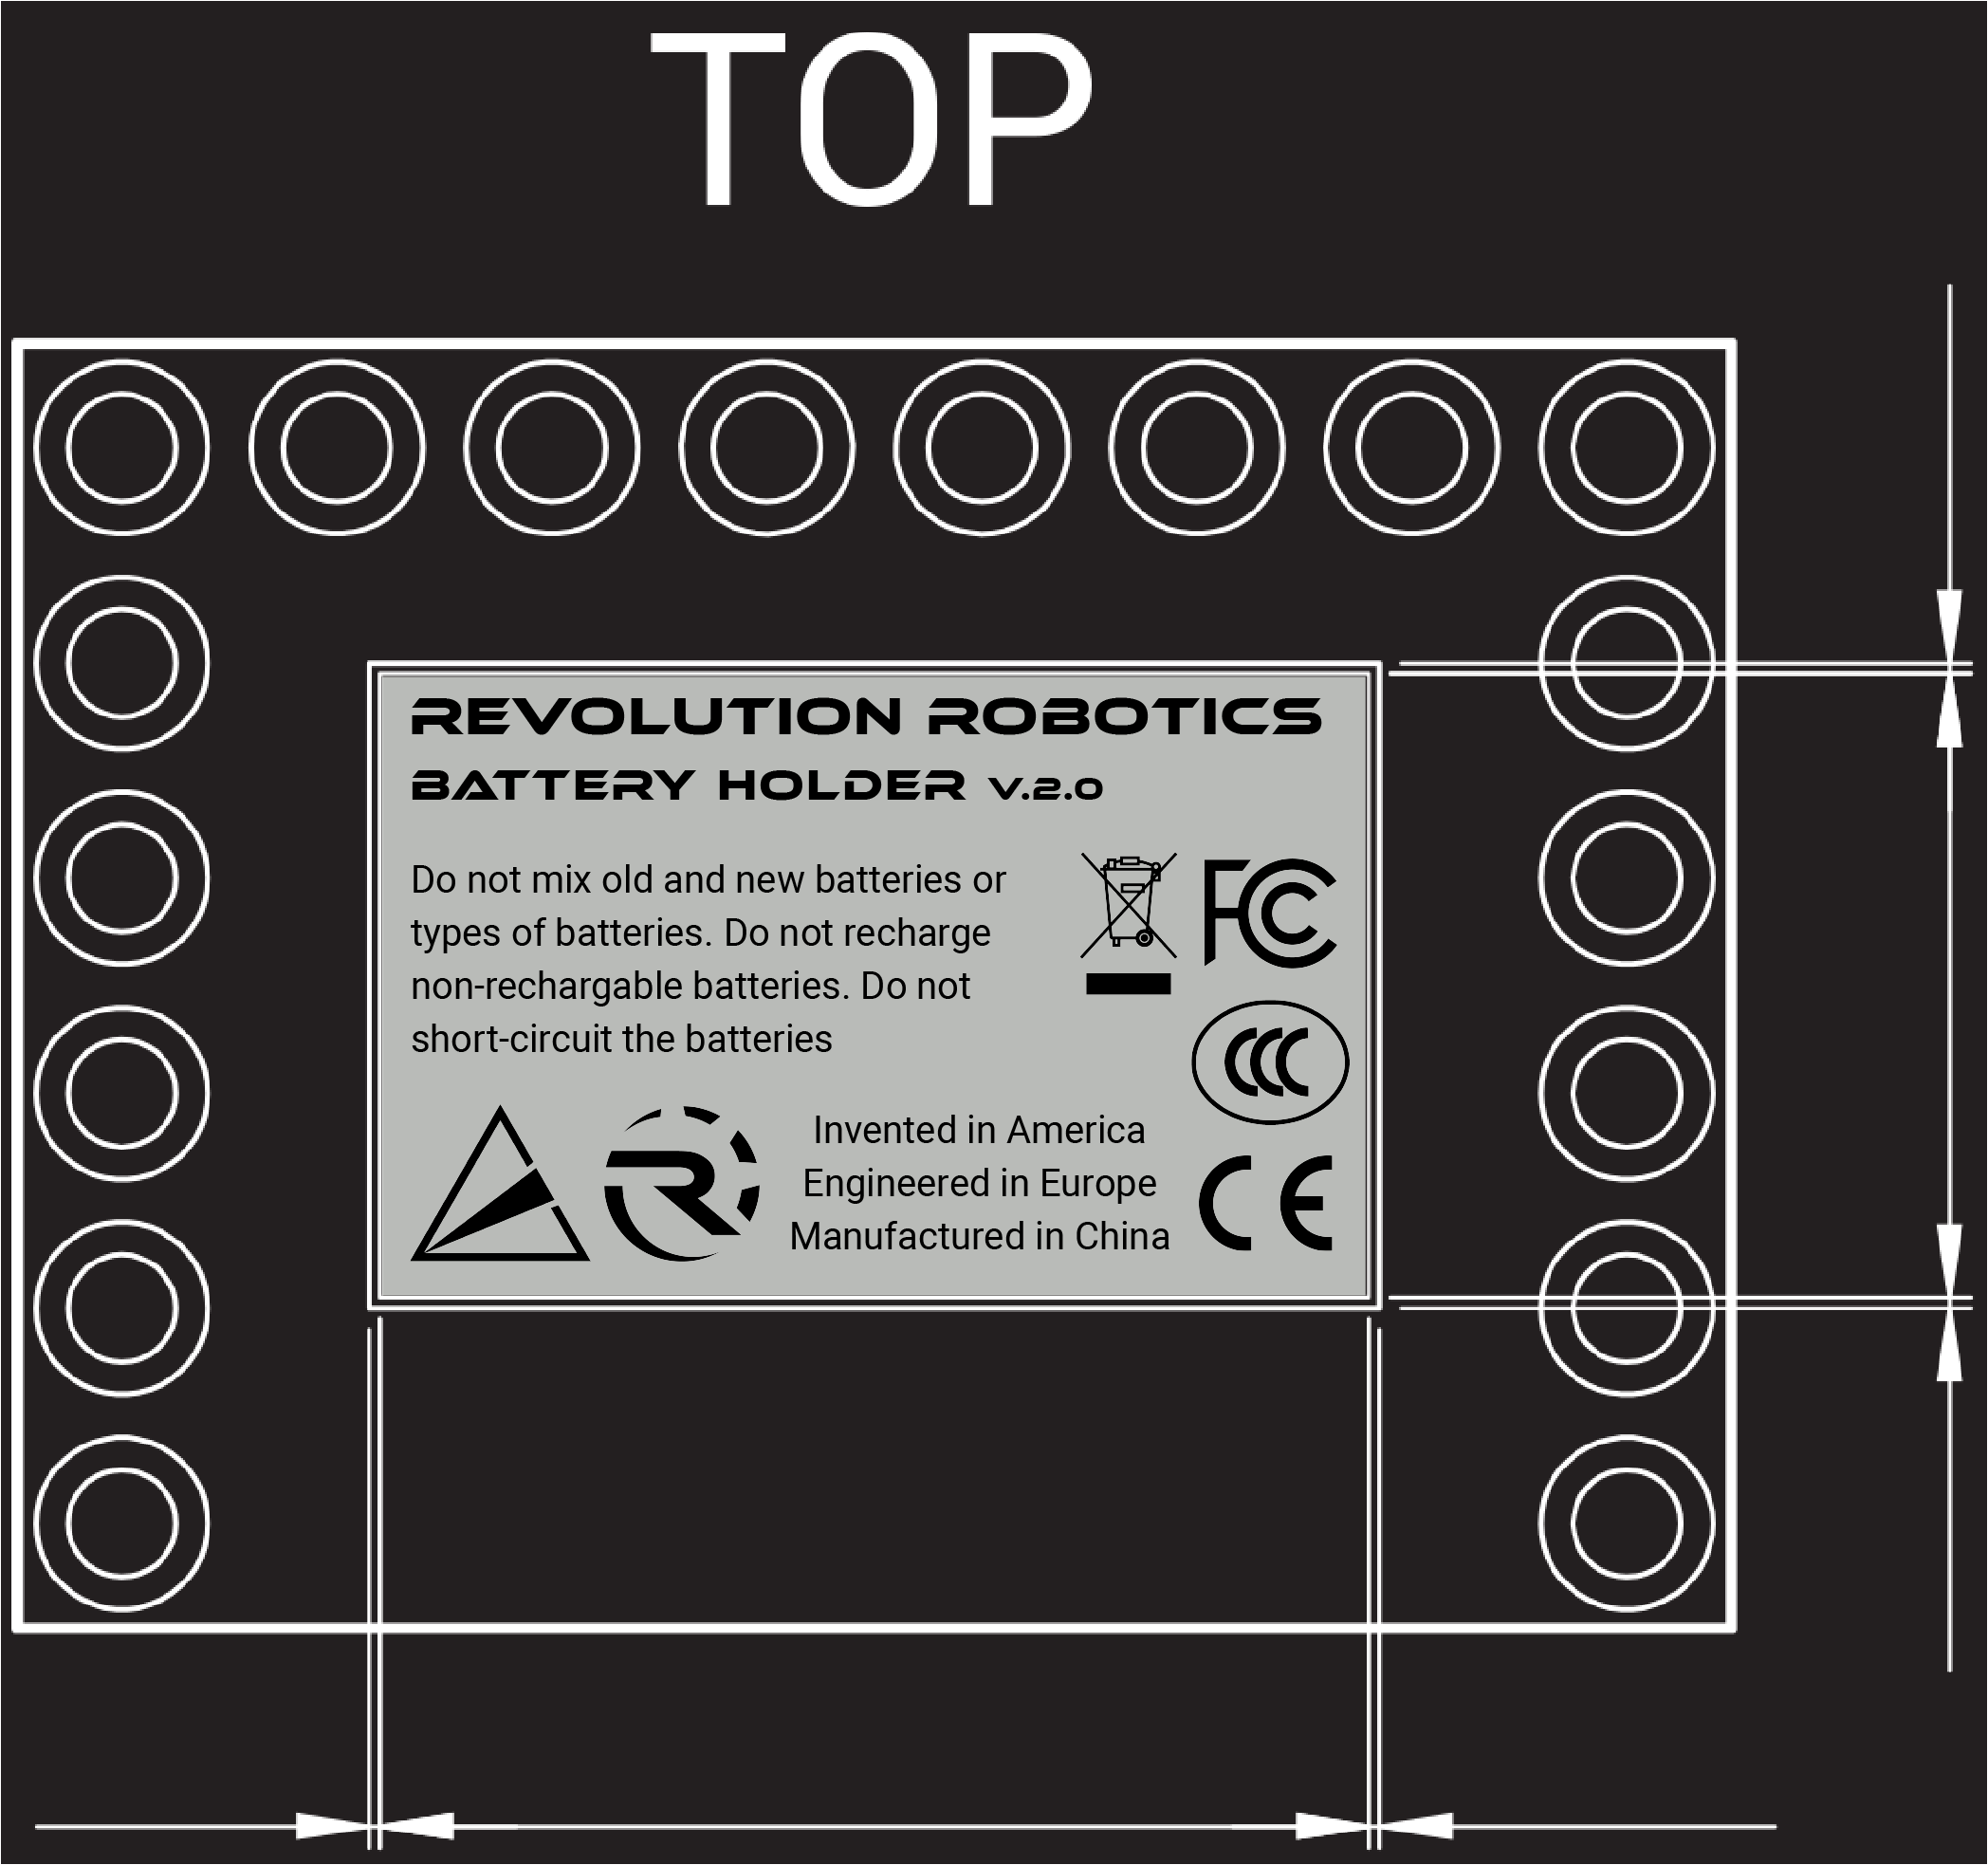 TOP
REVOLUTION ROBOTICS
BATTERY HOLDER V.2.0
Do not mix old and new batteries or
types of batteries. Do not recharge
non-rechargable batteries. Do not
short-circuit the batteries
FCC
CCC
Invented in America
Engineered in Europe
Manufactured in China
R
CE